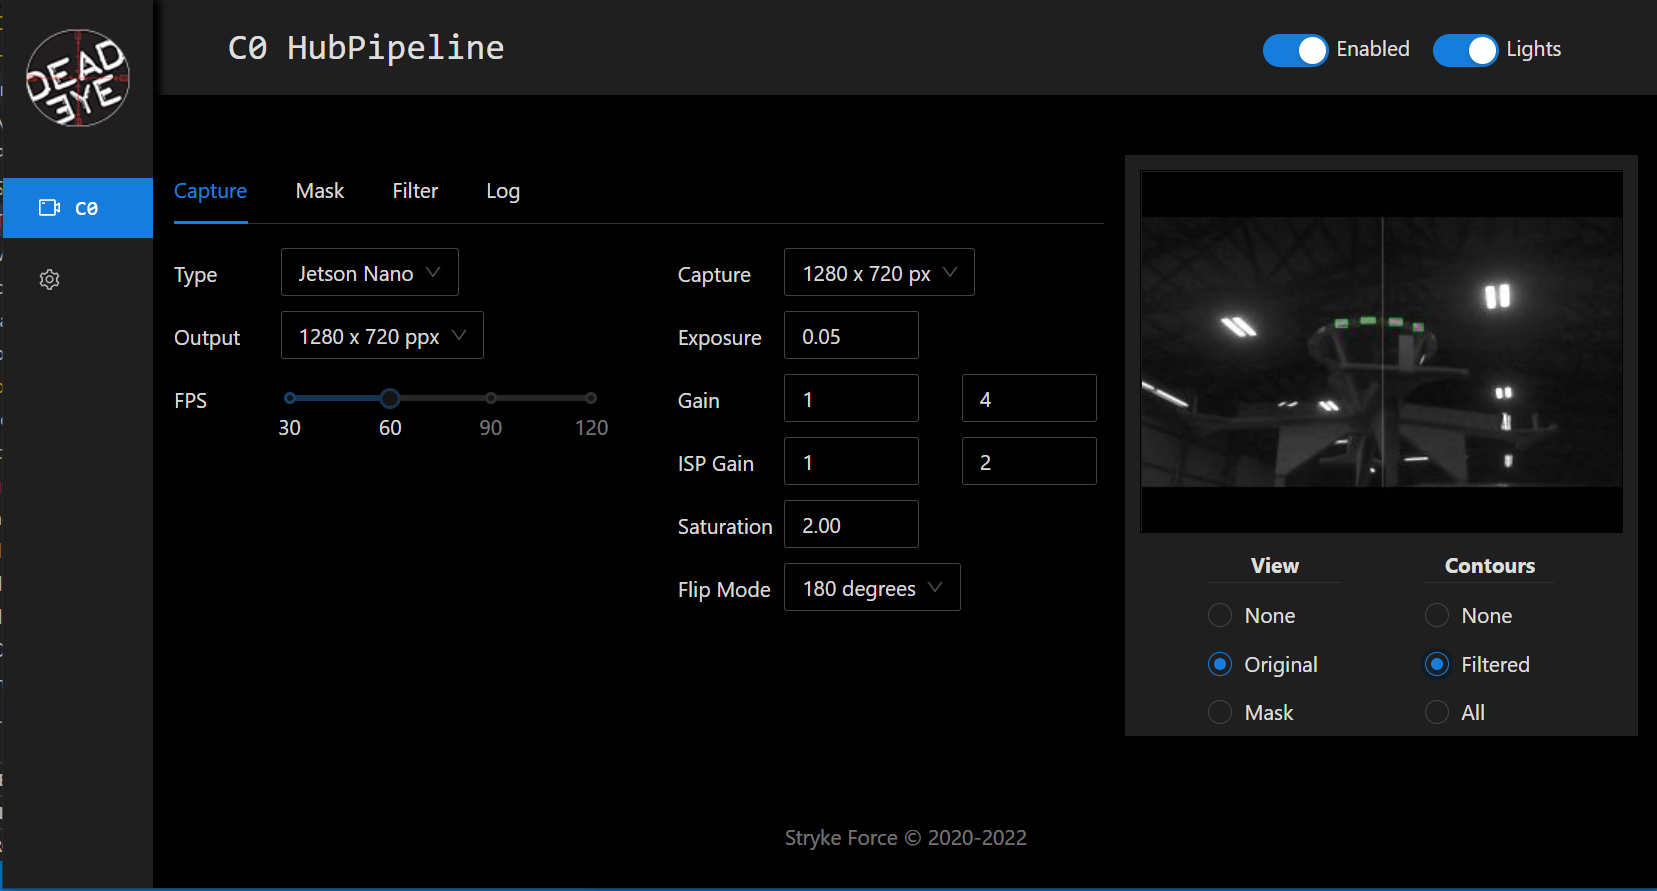 DEAD
EYE
C0 HubPipeline
Enabled
Lights
C0
Capture
Mask
Filter
Log
Type
Jetson Nano
Output
1280 x 720 ppx
FPS
30
60
90
120
Capture
1280 x 720 px
Exposure
0.05
Gain
1
4
ISP Gain
1
2
Saturation
2.00
Flip Mode
180 degrees
View
None
Original
Mask
Contours
None
Filtered
All
Stryke Force © 2020-2022